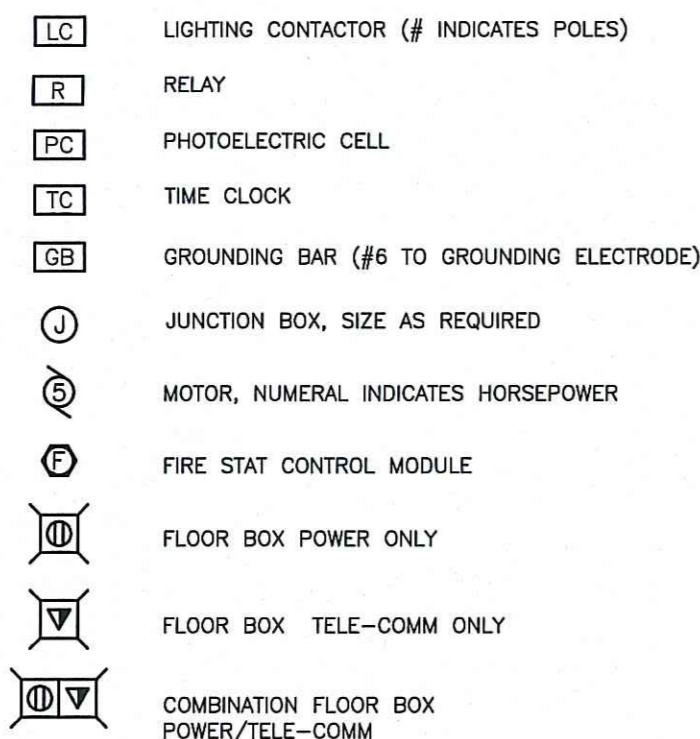 LC LIGHTING CONTACTOR (# INDICATES POLES)
R RELAY
PC PHOTOELECTRIC CELL
TC TIME CLOCK
GB GROUNDING BAR (#6 TO GROUNDING ELECTRODE)
J JUNCTION BOX, SIZE AS REQUIRED
5 MOTOR, NUMERAL INDICATES HORSEPOWER
F FIRE STAT CONTROL MODULE
FLOOR BOX POWER ONLY
FLOOR BOX TELE-COMM ONLY
COMBINATION FLOOR BOX
POWER/TELE-COMM